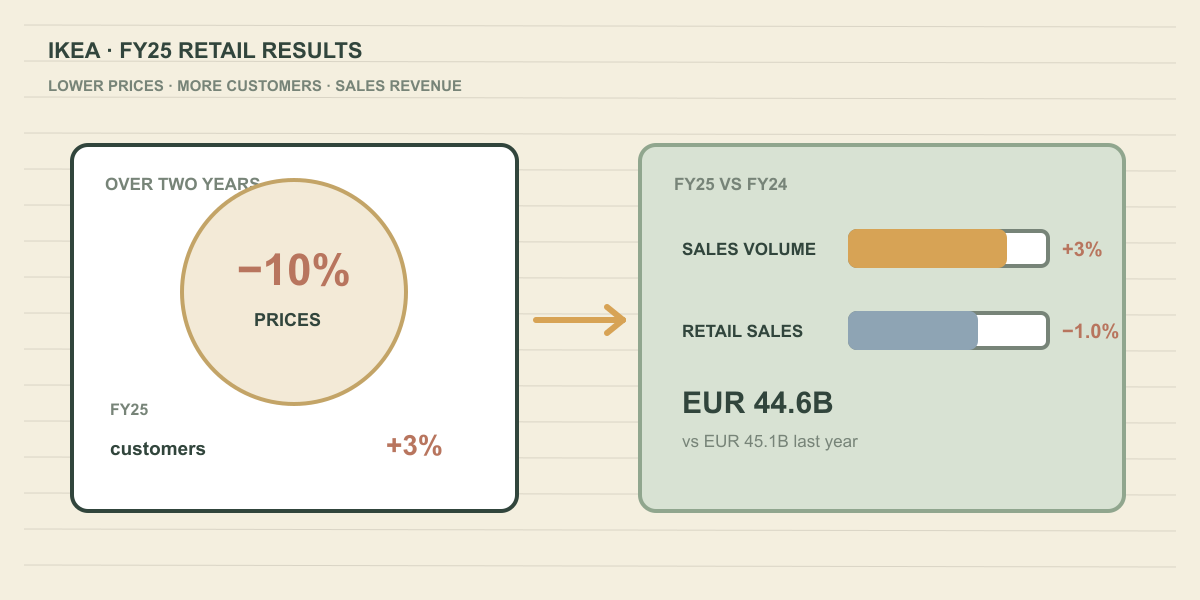 IKEA · FY25 RETAIL RESULTS
LOWER PRICES · MORE CUSTOMERS · SALES REVENUE
OVER TWO YEARS
−10%
PRICES
FY25
customers +3%
FY25 VS FY24
SALES VOLUME +3%
RETAIL SALES −1.0%
EUR 44.6B
vs EUR 45.1B last year